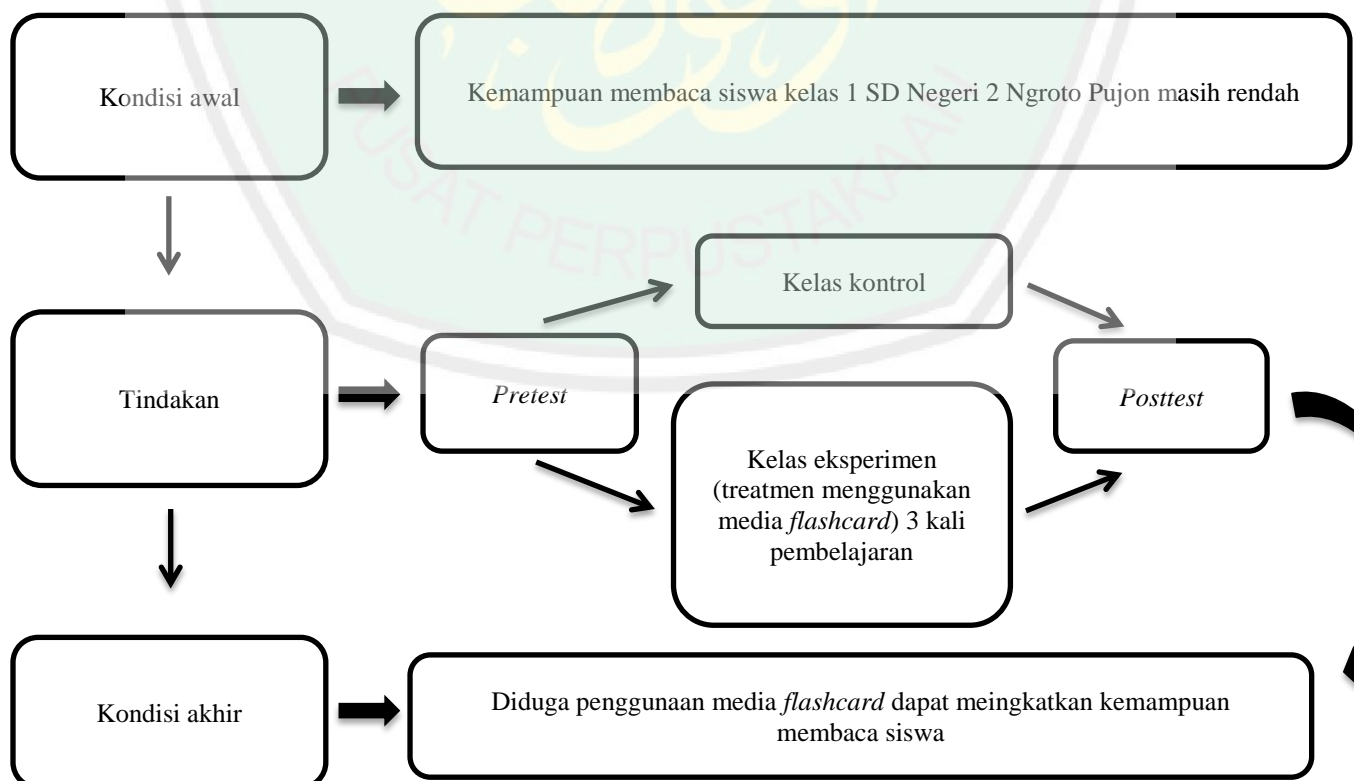 Kondisi awal
Kemampuan membaca siswa kelas 1 SD Negeri 2 Ngroto Pujon masih rendah
PUSAT PERPUSTAKAAN
Kelas kontrol
Tindakan
Pretest
Posttest
Kelas eksperimen
(treatmen menggunakan
media flashcard) 3 kali
pembelajaran
Kondisi akhir
Diduga penggunaan media flashcard dapat meingkatkan kemampuan
membaca siswa